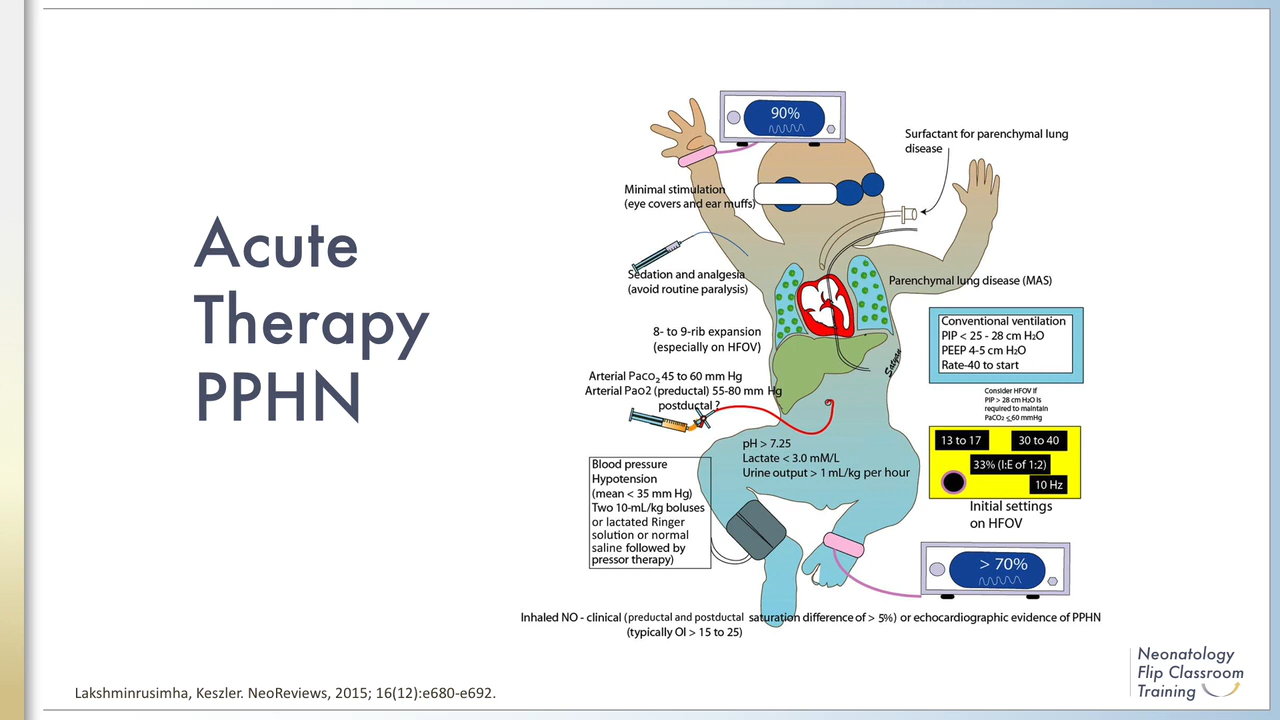 Acute
Therapy
PPHN
90%
Surfactant for parenchymal lung
disease
Minimal stimulation
(eye covers and ear muffs)
Sedation and analgesia
(avoid routine paralysis)
Parenchymal lung disease (MAS)
8- to 9-rib expansion
(especially on HFOV)
Arterial PaCO₂ 45 to 60 mm Hg
Arterial PaO2 (preductal) 55-80 mm Hg
postductal ?
Satyan
Conventional ventilation
PIP < 25 - 28 cm H₂O
PEEP 4-5 cm H₂O
Rate-40 to start
Consider HFOV if
PIP > 28 cm H₂O is
required to maintain
PaCO₂ ≤ 60 mmHg
13 to 17
30 to 40
33% (I:E of 1:2)
10 Hz
Initial settings
on HFOV
pH > 7.25
Lactate < 3.0 mM/L
Urine output > 1 mL/kg per hour
Blood pressure
Hypotension
(mean < 35 mm Hg)
Two 10-mL/kg boluses
or lactated Ringer
solution or normal
saline followed by
pressor therapy)
> 70%
Inhaled NO - clinical (preductal and postductal saturation difference of > 5%) or echocardiographic evidence of PPHN
(typically OI > 15 to 25)
Lakshminrusimha, Keszler. NeoReviews, 2015; 16(12):e680-e692.
Neonatology
Flip Classroom
Training